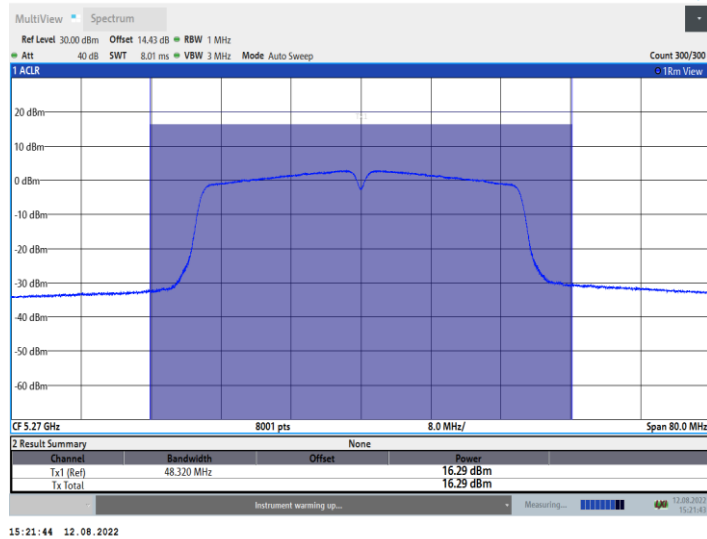 MultiView Spectrum
Ref Level 30.00 dBm Offset 14.43 dB RBW 1 MHz
Att 40 dB SWT 8.01 ms VBW 3 MHz Mode Auto Sweep Count 300/300
1 ACLR 1Rm View
20 dBm
10 dBm
0 dBm
-10 dBm
-20 dBm
-30 dBm
-40 dBm
-50 dBm
-60 dBm
CF 5.27 GHz 8001 pts 8.0 MHz/ Span 80.0 MHz
2 Result Summary None
Channel Bandwidth Offset Power
Tx1 (Ref) 48.320 MHz 16.29 dBm
Tx Total 16.29 dBm
Instrument warming up... Measuring... 12.08.2022
15:21:43
15:21:44 12.08.2022